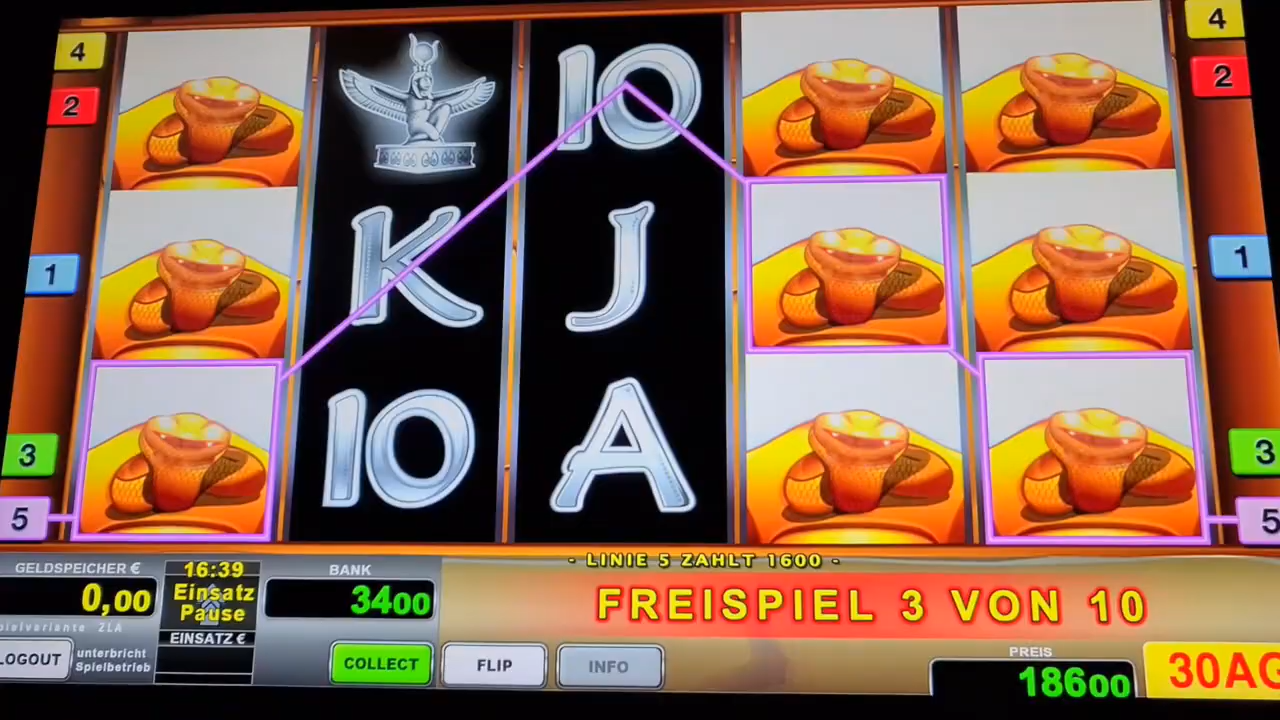 4
4
2
2
10
K
J
1
1
10
A
3
3
5
5
- LINIE 5 ZAHLT 1600 -
GELDSPEICHER €
16:39
BANK
0,00
Einsatz
Pause
3400
FREISPIEL 3 VON 10
EINSATZ €
LOGOUT
unterbricht
Spielbetrieb
COLLECT
FLIP
INFO
PREIS
18600
30AG